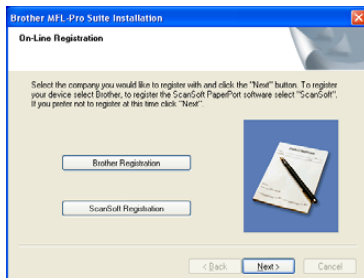 Brother MFL-Pro Suite Installation
On-Line Registration
Select the company you would like to register with and click the "Next" button. To register
your device select Brother, to register the ScanSoft PaperPort software select "ScanSoft".
If you prefer not to register at this time click "Next".
Brother Registration
ScanSoft Registration
< Back
Next >
Cancel